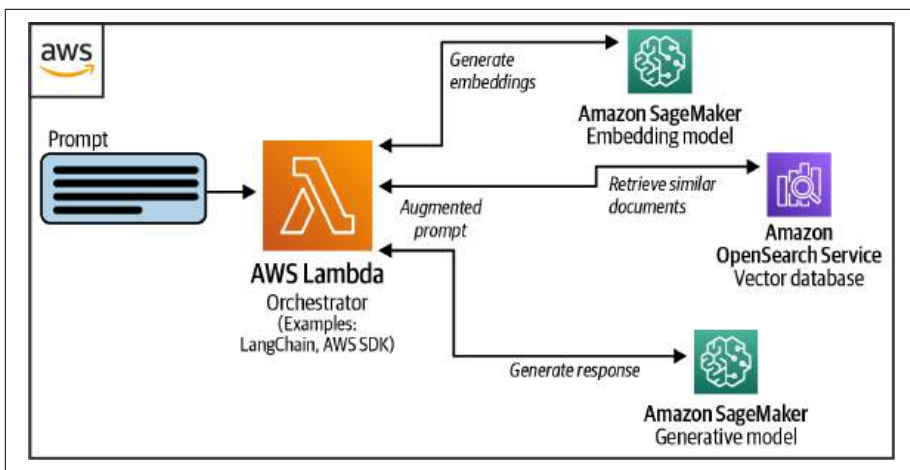 aws
Prompt
Generate
embeddings
Amazon SageMaker
Embedding model
Retrieve similar
documents
Amazon
OpenSearch Service
Vector database
Augmented
prompt
AWS Lambda
Orchestrator
(Examples:
LangChain, AWS SDK)
Generate response
Amazon SageMaker
Generative model